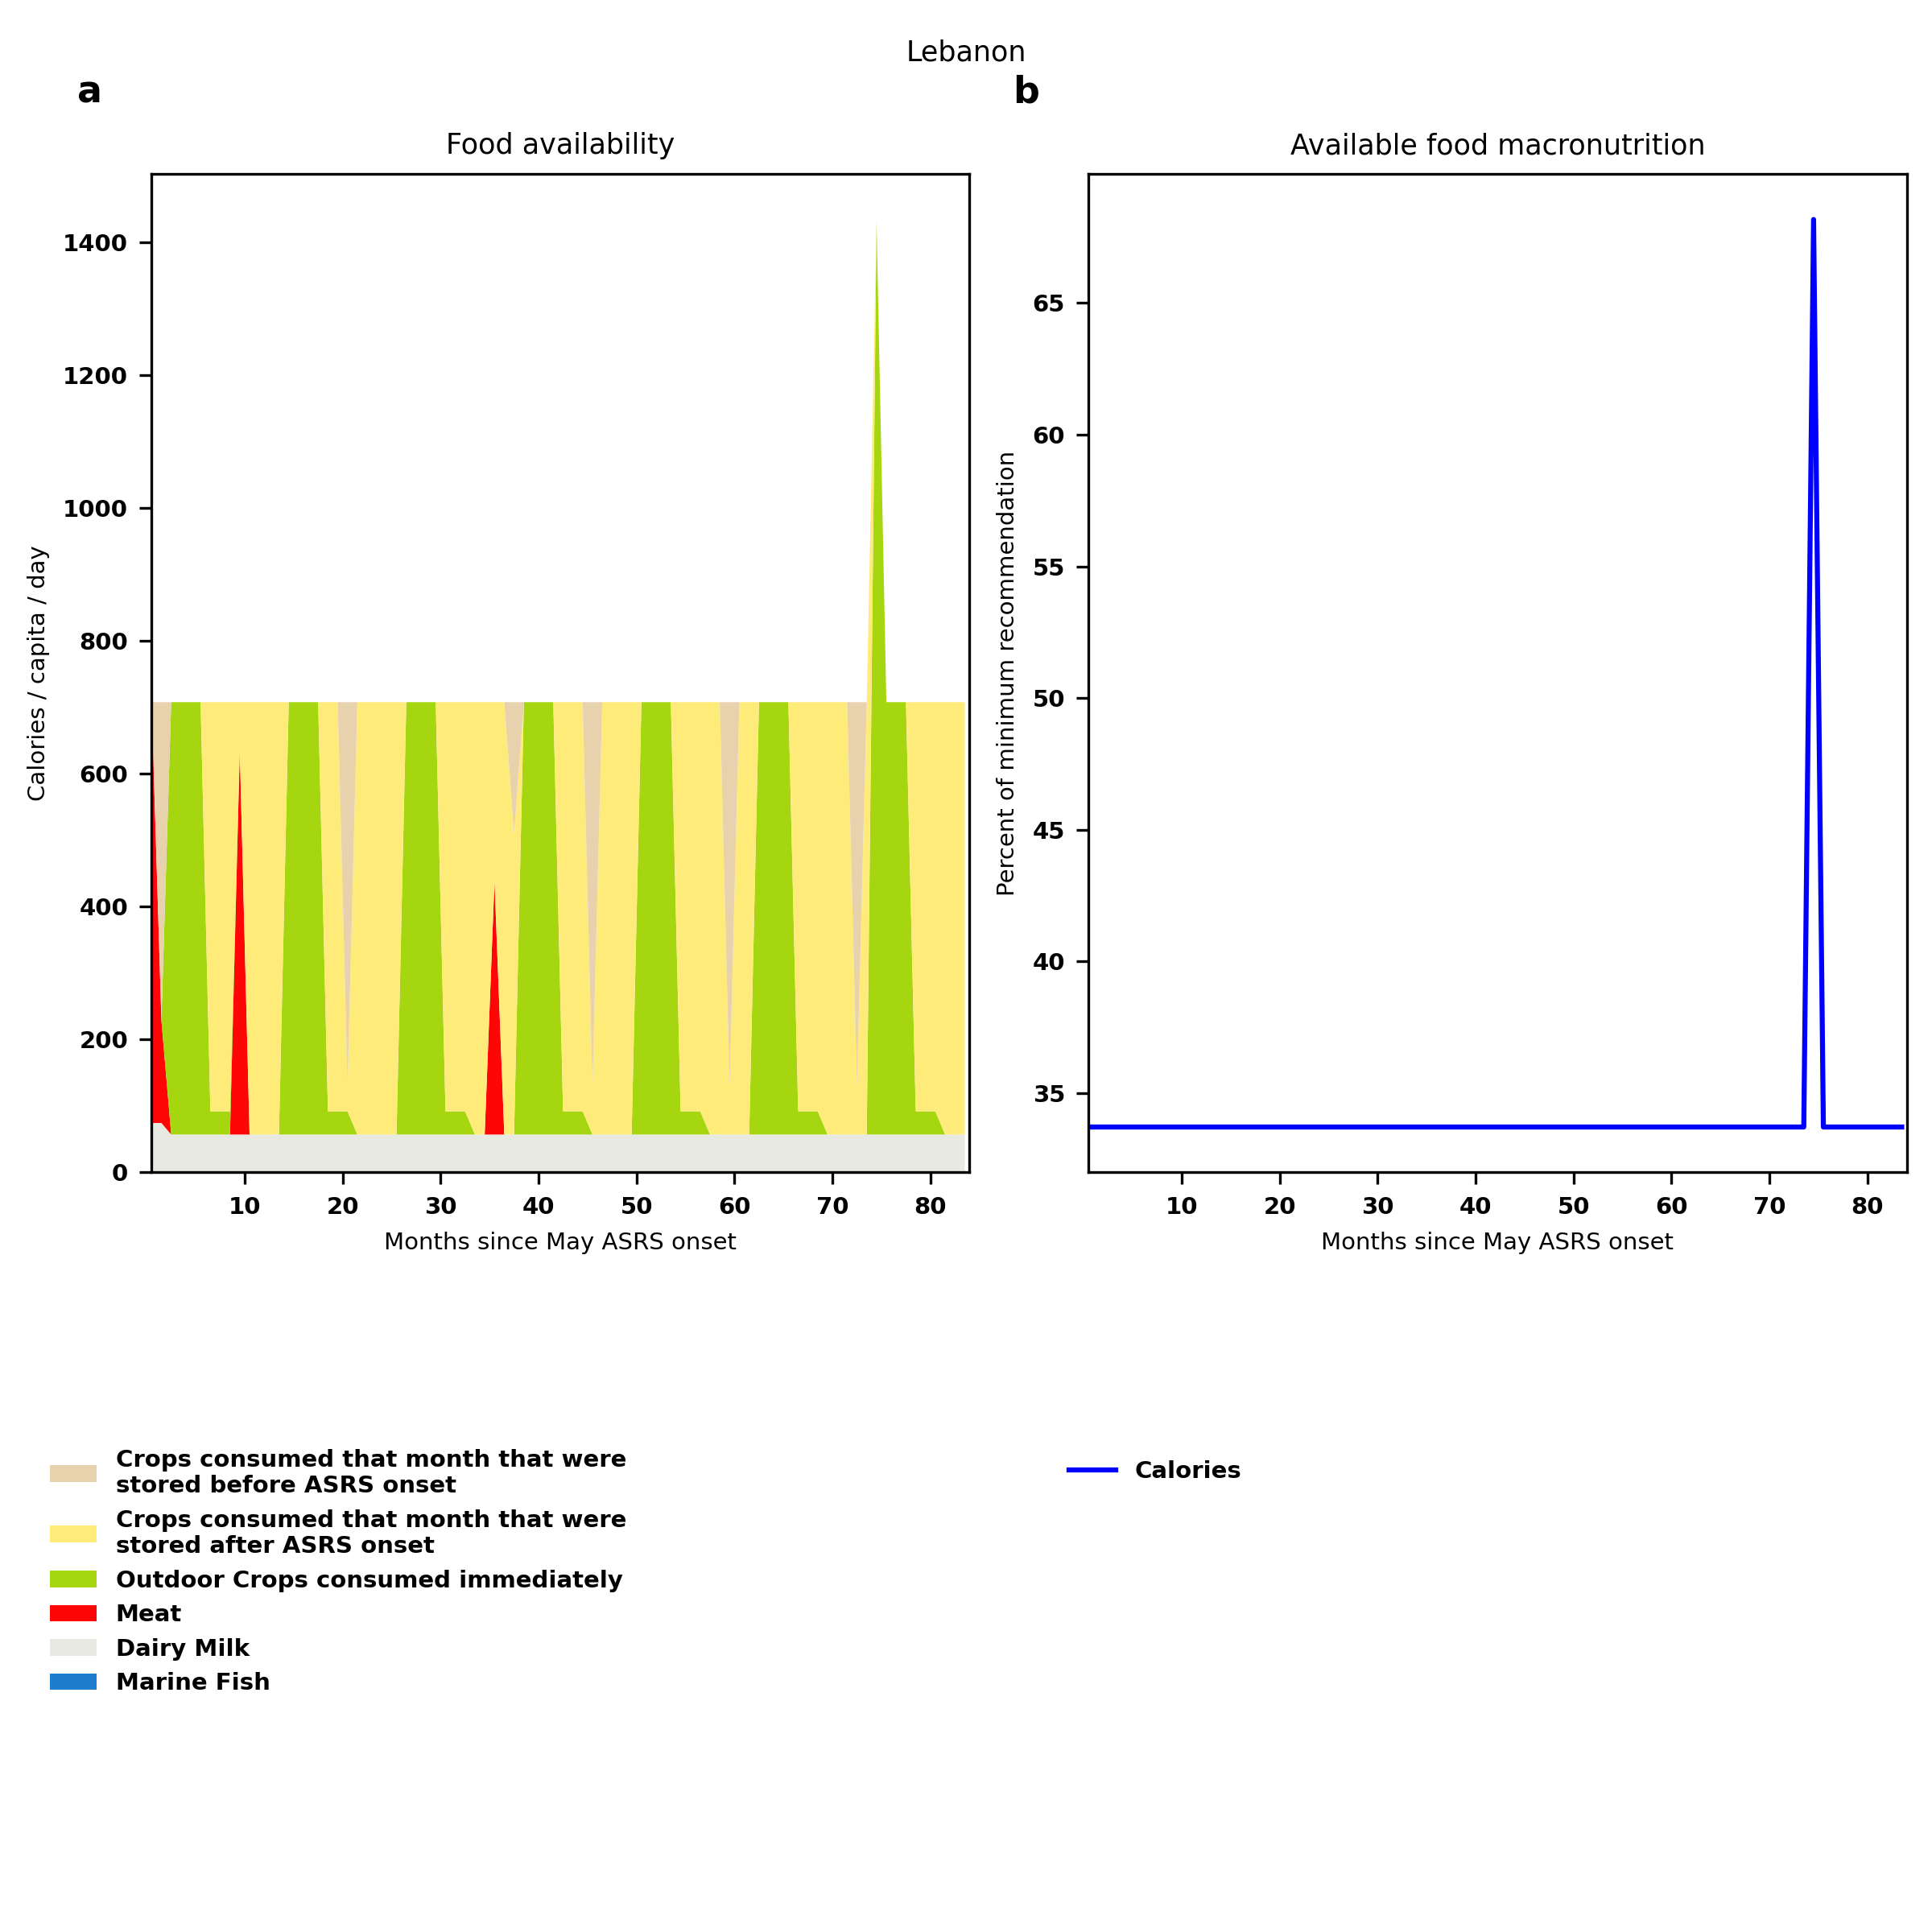 Lebanon
a
b
Food availability
Available food macronutrition
Calories / capita / day
1400
1200
1000
800
600
400
200
0
10 20 30 40 50 60 70 80
Months since May ASRS onset
Percent of minimum recommendation
65
60
55
50
45
40
35
10 20 30 40 50 60 70 80
Months since May ASRS onset
Crops consumed that month that were
stored before ASRS onset
Crops consumed that month that were
stored after ASRS onset
Outdoor Crops consumed immediately
Meat
Dairy Milk
Marine Fish
Calories